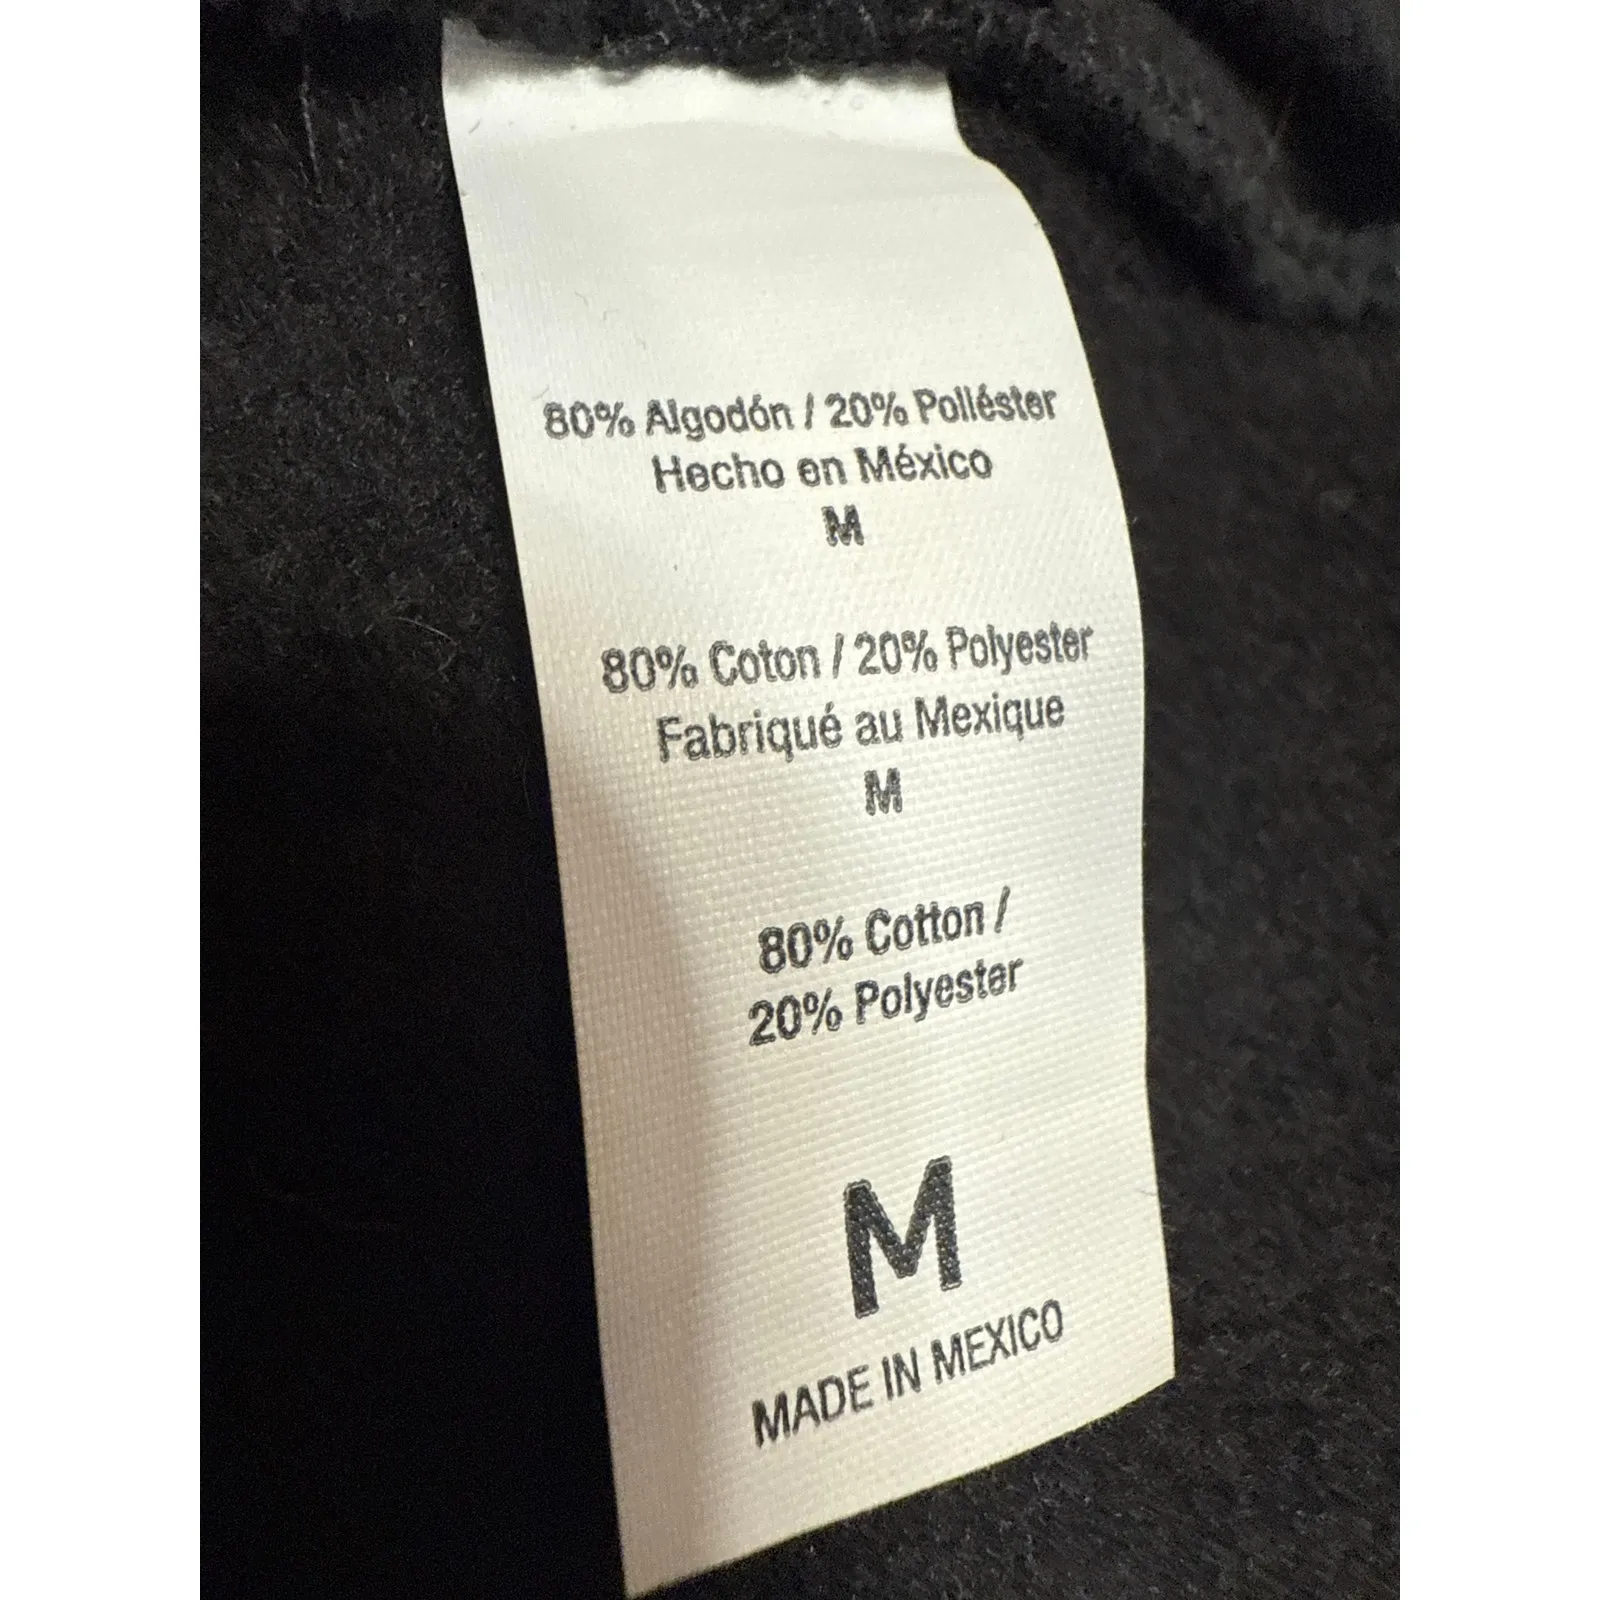 80% Algodón / 20% Poliéster
Hecho en México
M
80% Coton / 20% Polyester
Fabriqué au Mexique
M
80% Cotton /
20% Polyester
M
MADE IN MEXICO